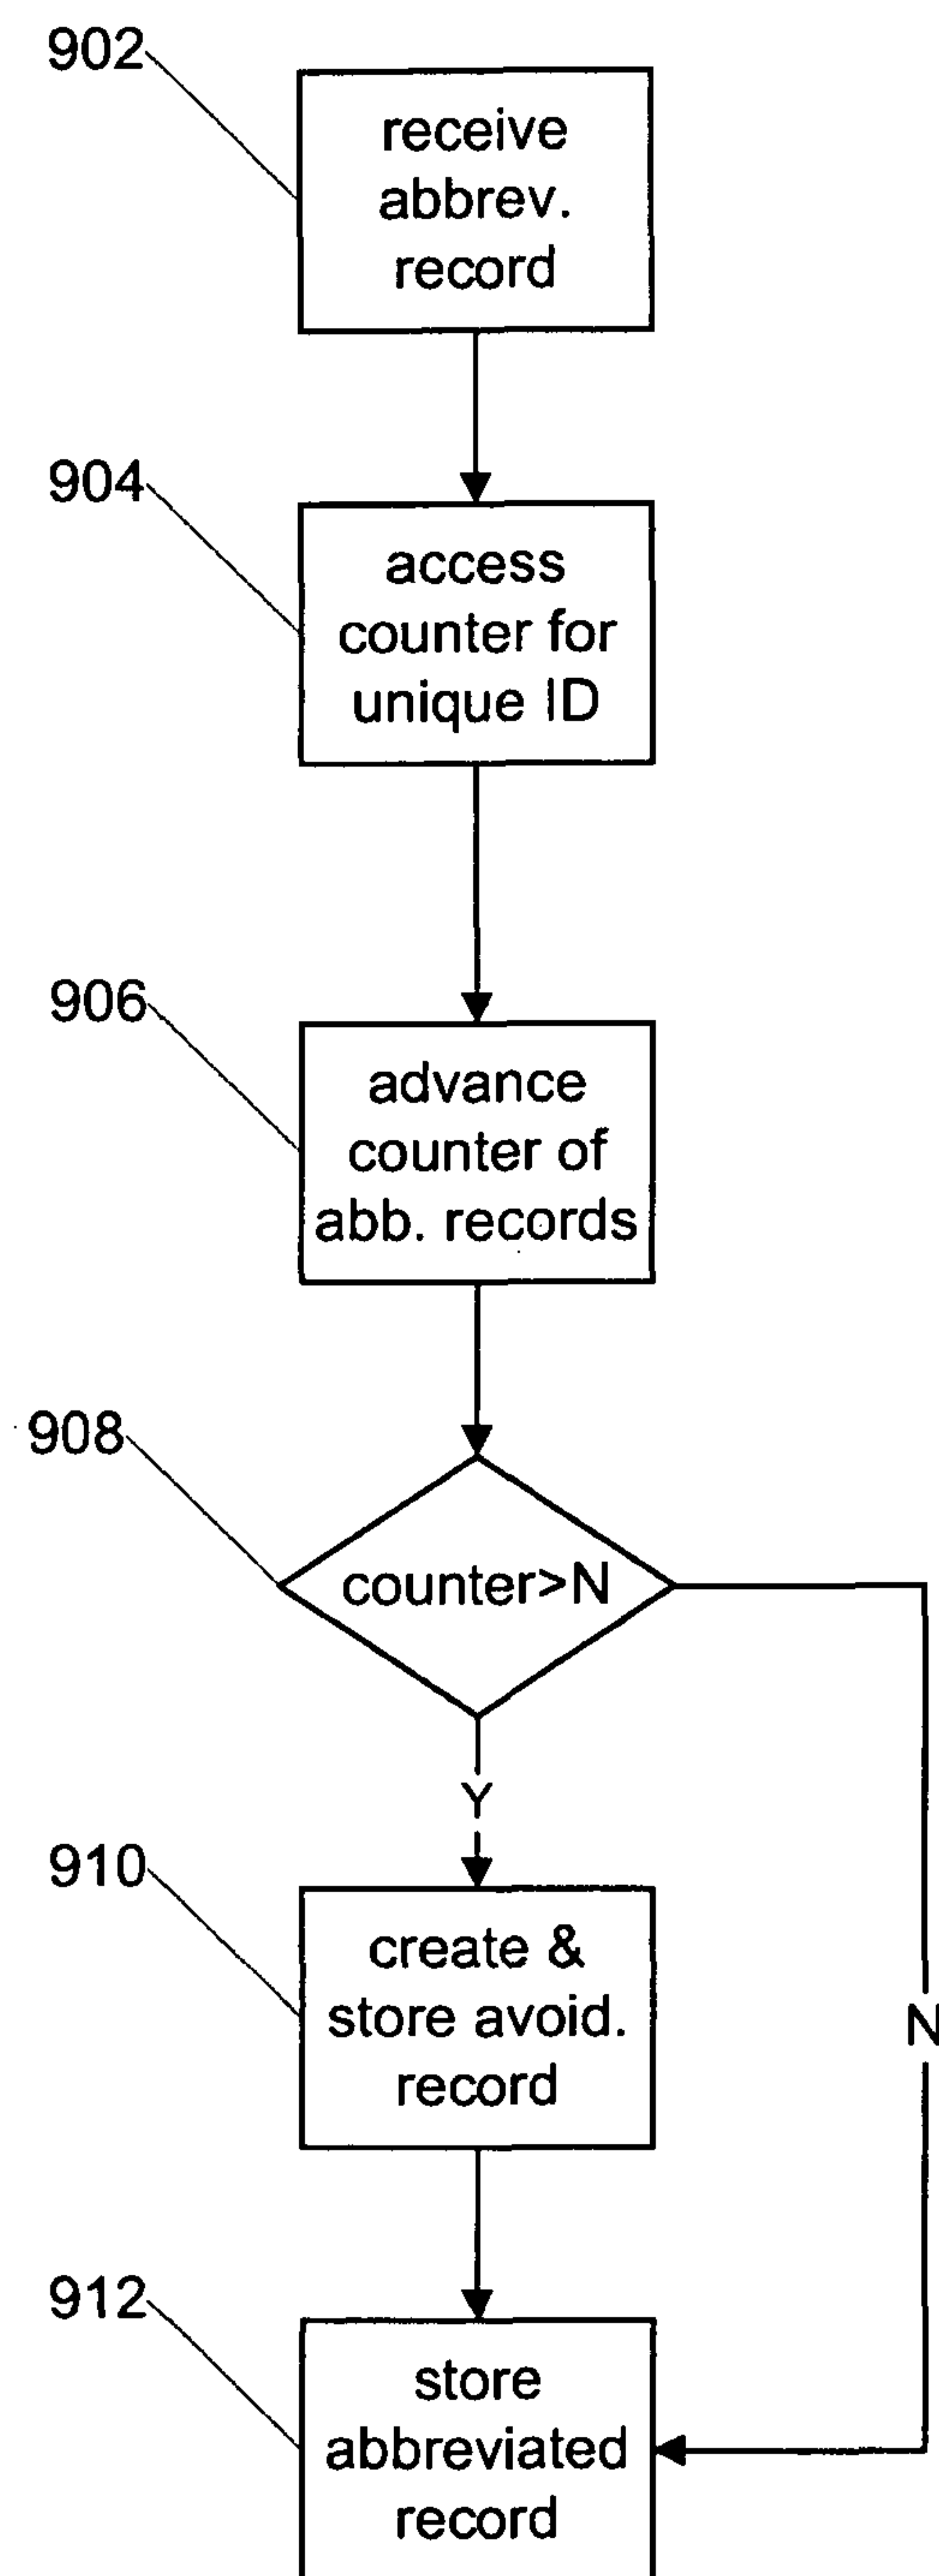 902
receive
abbrev.
record
904
access
counter for
unique ID
906
advance
counter of
abb. records
908
counter>N
Y
910
create &
store avoid.
record
N
912
store
abbreviated
record